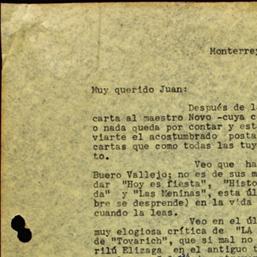 Monterrey
Muy querido Juan:
Después de l
carta al maestro Novo -cuya c
o nada queda por contar y est
viarte el acostumbrado posta
cartas que como todas las tuy
to.
Veo que ha
Buero Vallejo; no es de sus m
dar "Hoy es fiesta", "Histo
da" y "Las Meninas", esta úl
bre se desprende) en la vida
cuando la leas.
Veo en el úl
muy elogiosa crítica de "LA
de "Tovarich", que si mal no
rilú Elízaga en el antiguo t